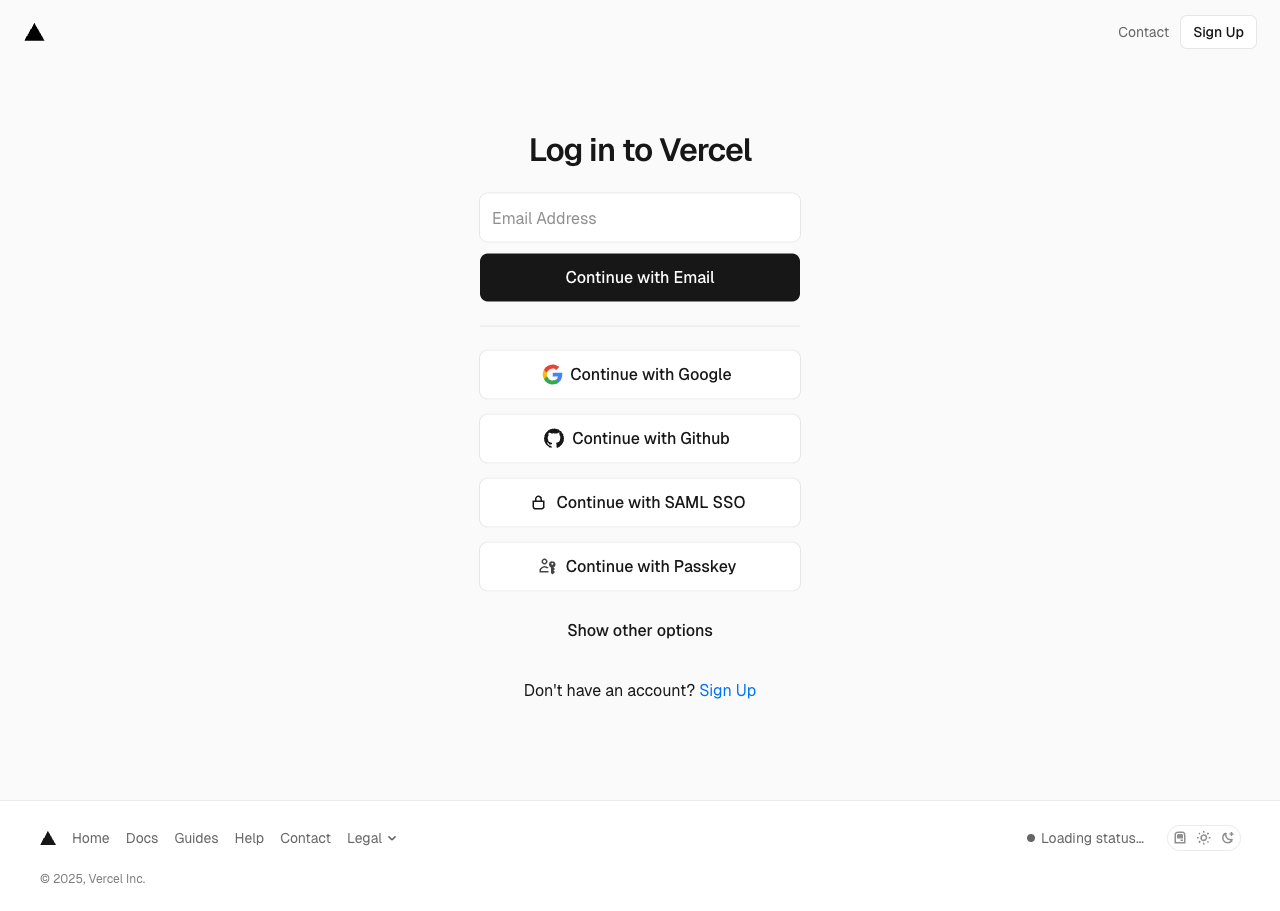 Contact
Sign Up
Log in to Vercel
Email Address
Continue with Email
Continue with Google
Continue with Github
Continue with SAML SSO
Continue with Passkey
Show other options
Don't have an account? Sign Up
Home Docs Guides Help Contact Legal
Loading status...
© 2025, Vercel Inc.